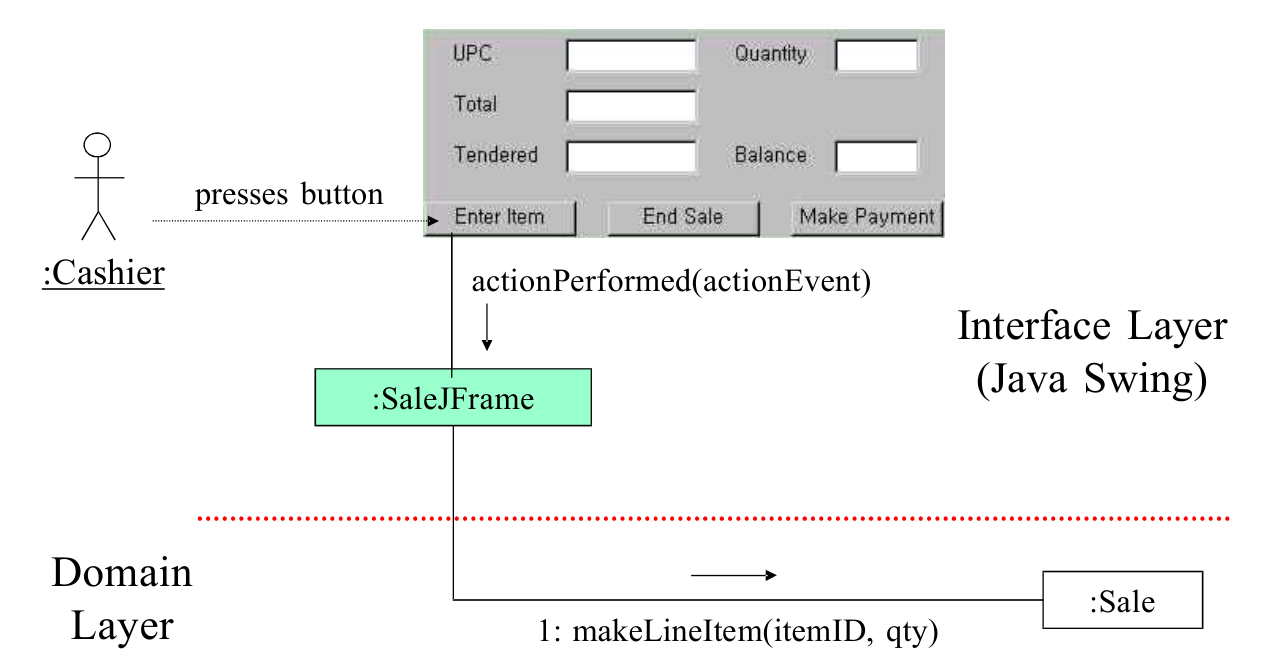 UPC Quantity
Total
Tendered Balance
Enter Item End Sale Make Payment
presses button
:Cashier
actionPerformed(actionEvent)
Interface Layer
(Java Swing)
:SaleJFrame
Domain
Layer
:Sale
1: makeLineItem(itemID, qty)